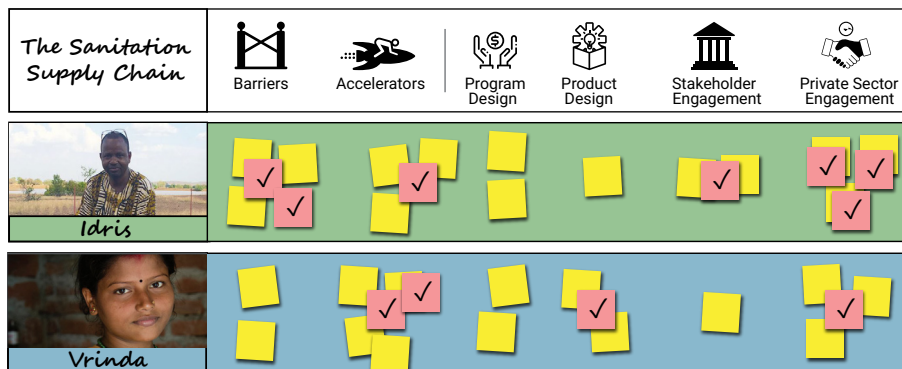 The Sanitation
Supply Chain
Barriers
Accelerators
Program
Design
Product
Design
Stakeholder
Engagement
Private Sector
Engagement
Idris
Vrinda